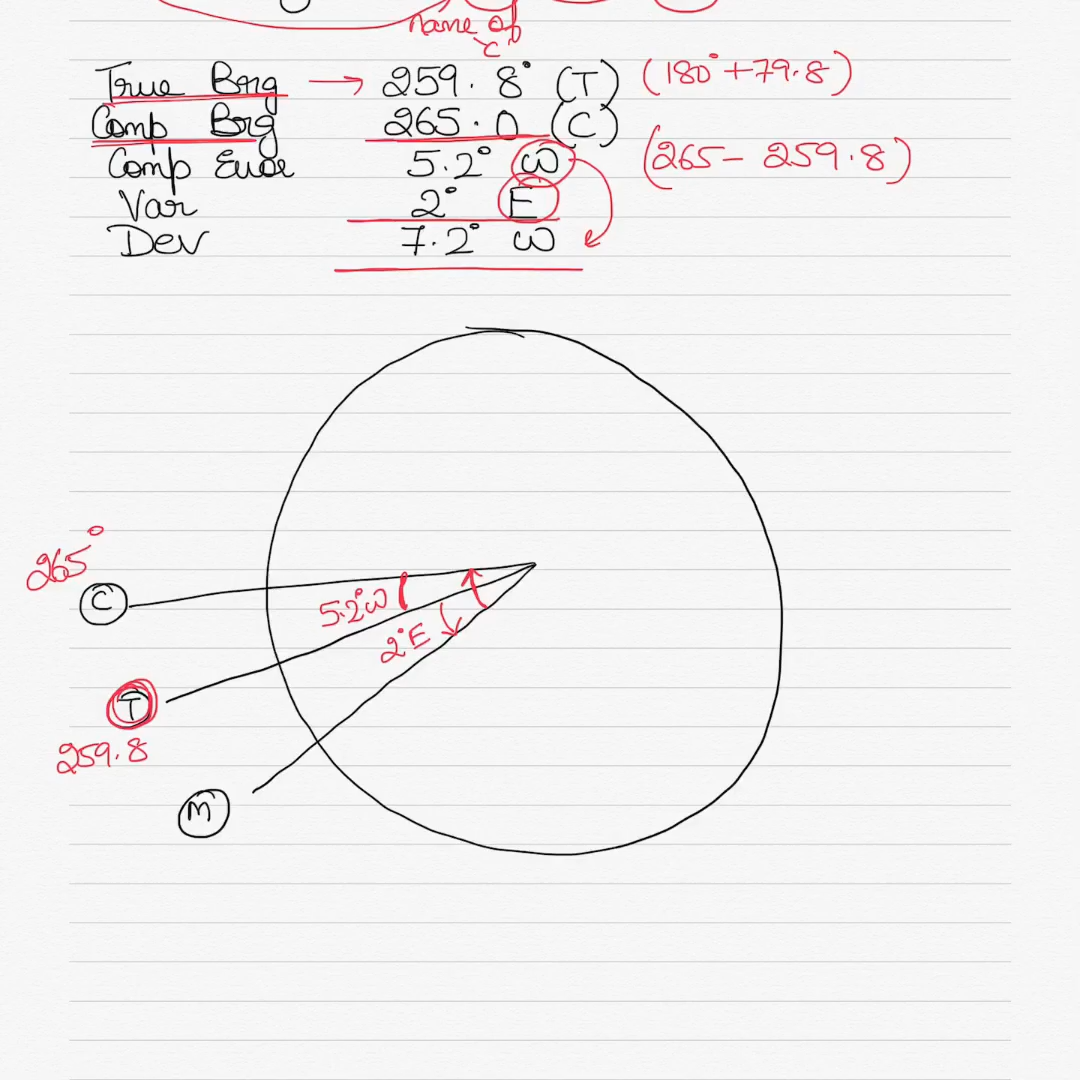 Name of
'C'
True Brg → 259.8° (T) (180°+79.8)
Comp Brg 265.0 (C)
Comp Error 5.2° W (265- 259.8)
Var 2° E
Dev 7.2° W
265°
C
5.2°W
2°E
T
259.8
M